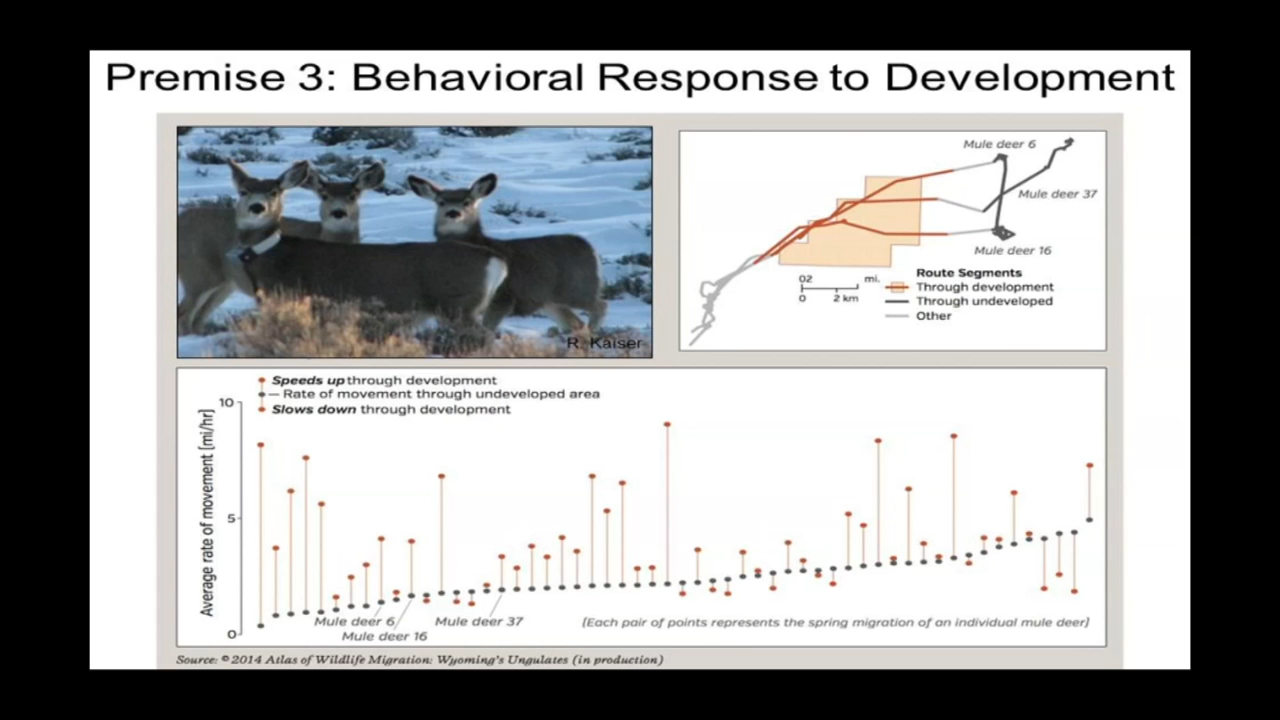 Premise 3: Behavioral Response to Development
R. Kaiser
Mule deer 6
Mule deer 37
Mule deer 16
02 mi.
0 2 km
Route Segments
Through development
Through undeveloped
Other
Speeds up through development
Rate of movement through undeveloped area
Slows down through development
Average rate of movement [mi/hr]
10
5
0
Mule deer 6
Mule deer 16
Mule deer 37
[Each pair of points represents the spring migration of an individual mule deer]
Source: © 2014 Atlas of Wildlife Migration: Wyoming's Ungulates (in production)